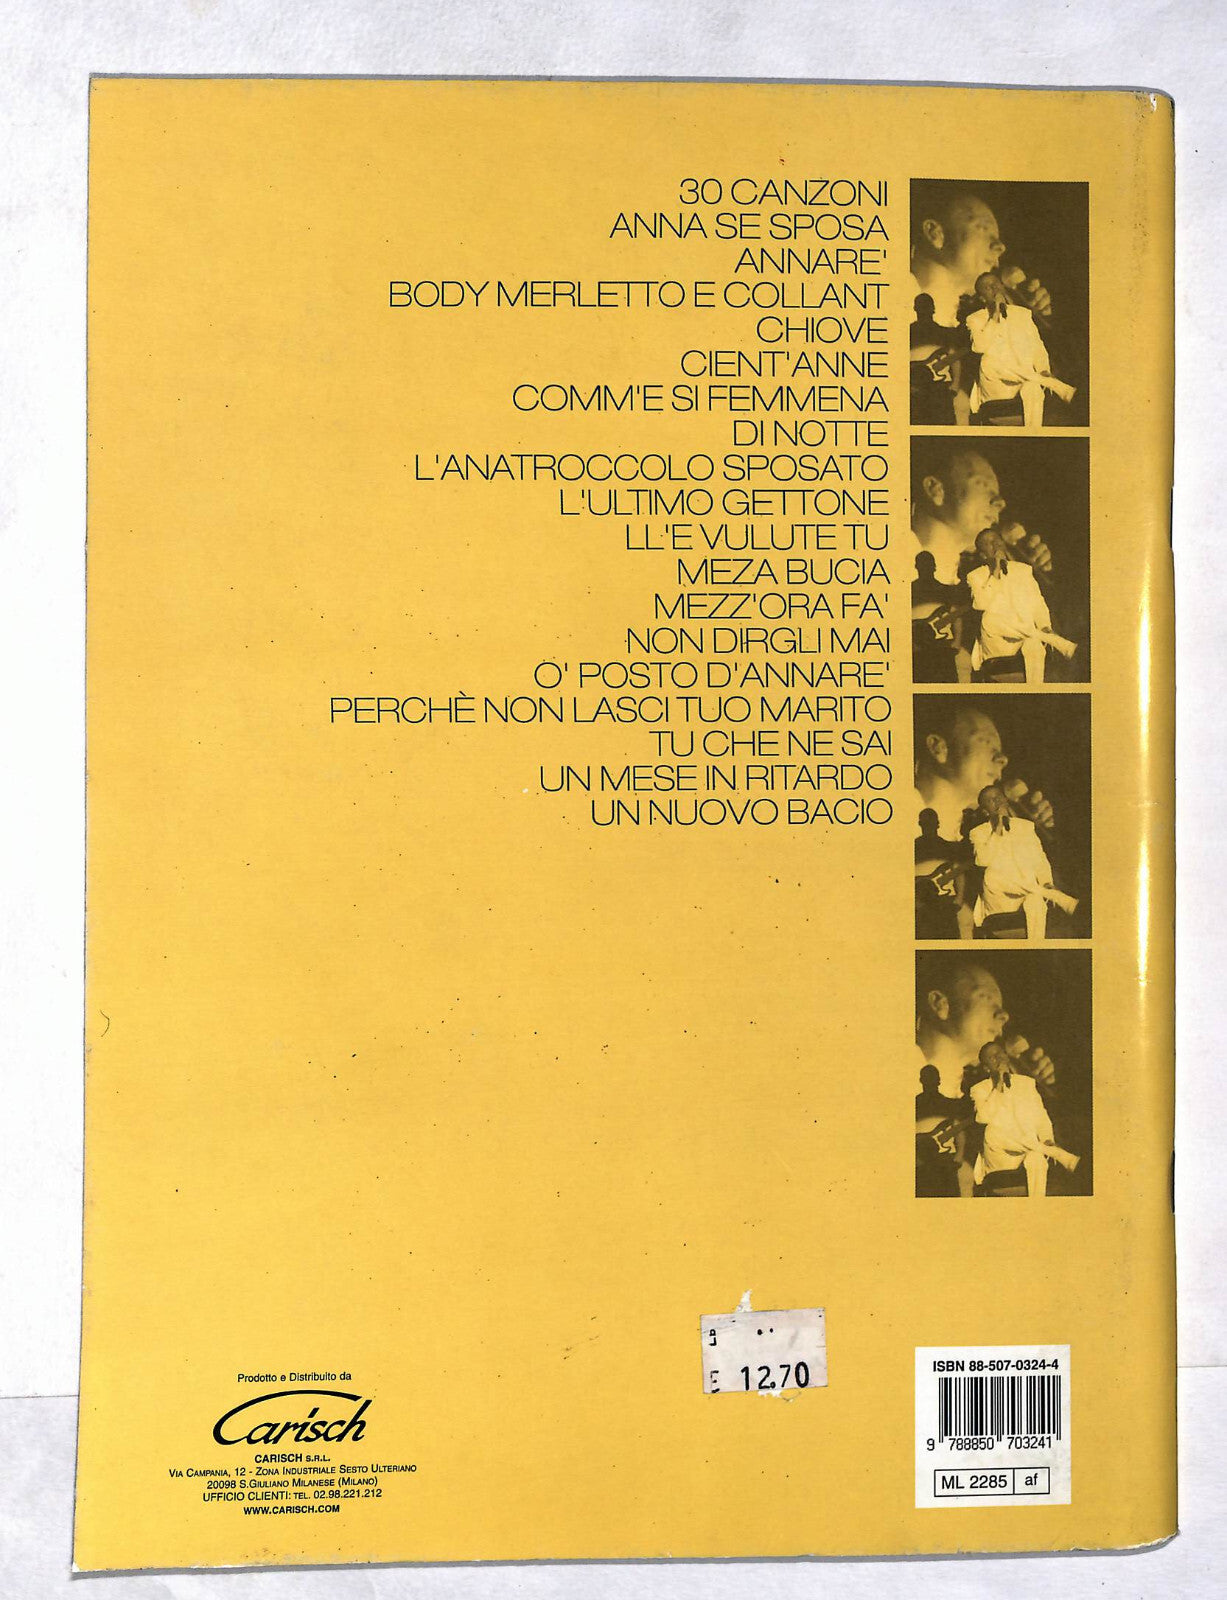 30 CANZONI
ANNA SE SPOSA
ANNARE'
BODY MERLETTO E COLLANT
CHIOVE
CIENT'ANNE
COMM'E SI FEMMENA
DI NOTTE
L'ANATROCCOLO SPOSATO
L'ULTIMO GETTONE
LL'E VULUTE TU
MEZA BUCIA
MEZZ'ORA FA'
NON DIRGLI MAI
O' POSTO D'ANNARE'
PERCHÈ NON LASCI TUO MARITO
TU CHE NE SAI
UN MESE IN RITARDO
UN NUOVO BACIO
12.70
Prodotto e Distribuito da
Carisch
CARISCH S.R.L.
VIA CAMPANIA, 12 - ZONA INDUSTRIALE SESTO ULTERIANO
20098 S.GIULIANO MILANESE (MILANO)
UFFICIO CLIENTI: TEL. 02.98.221.212
WWW.CARISCH.COM
ISBN 88-507-0324-4
9 788850 703241
ML 2285 af